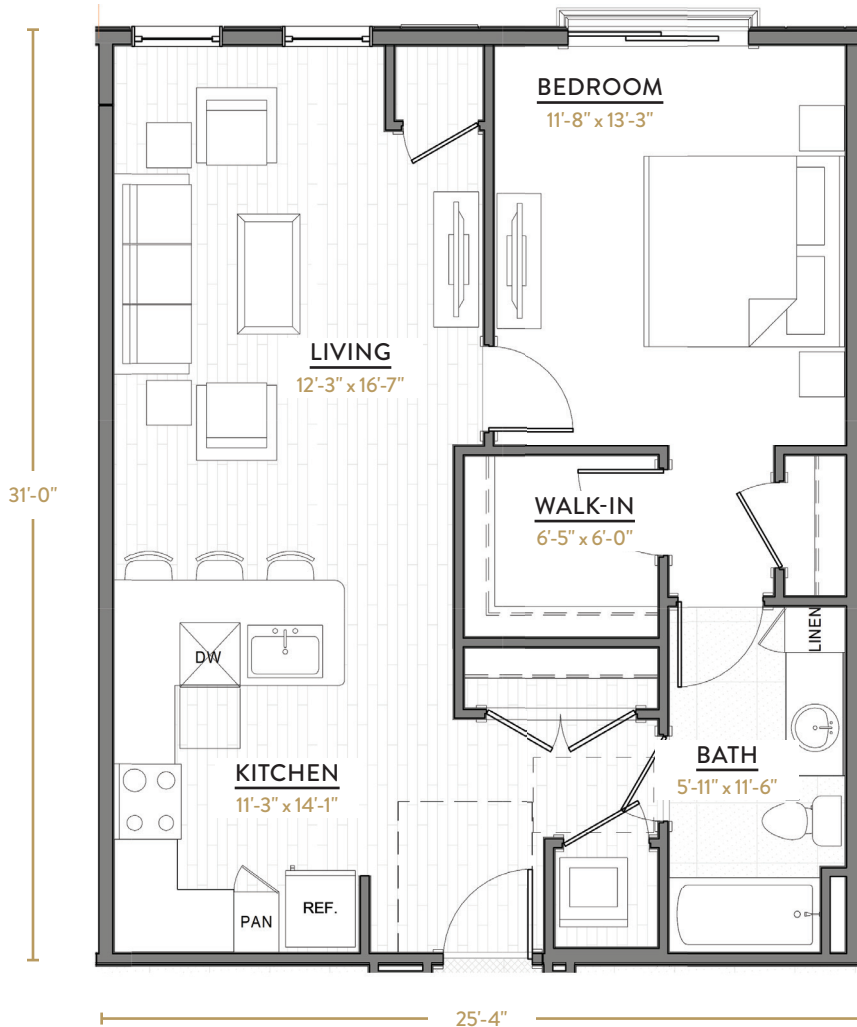 BEDROOM
11'-8" x 13'-3"
LIVING
12'-3" x 16'-7"
31'-0"
WALK-IN
6'-5" x 6'-0"
LINEN
DW
KITCHEN
11'-3" x 14'-1"
BATH
5'-11" x 11'-6"
PAN
REF.
25'-4"